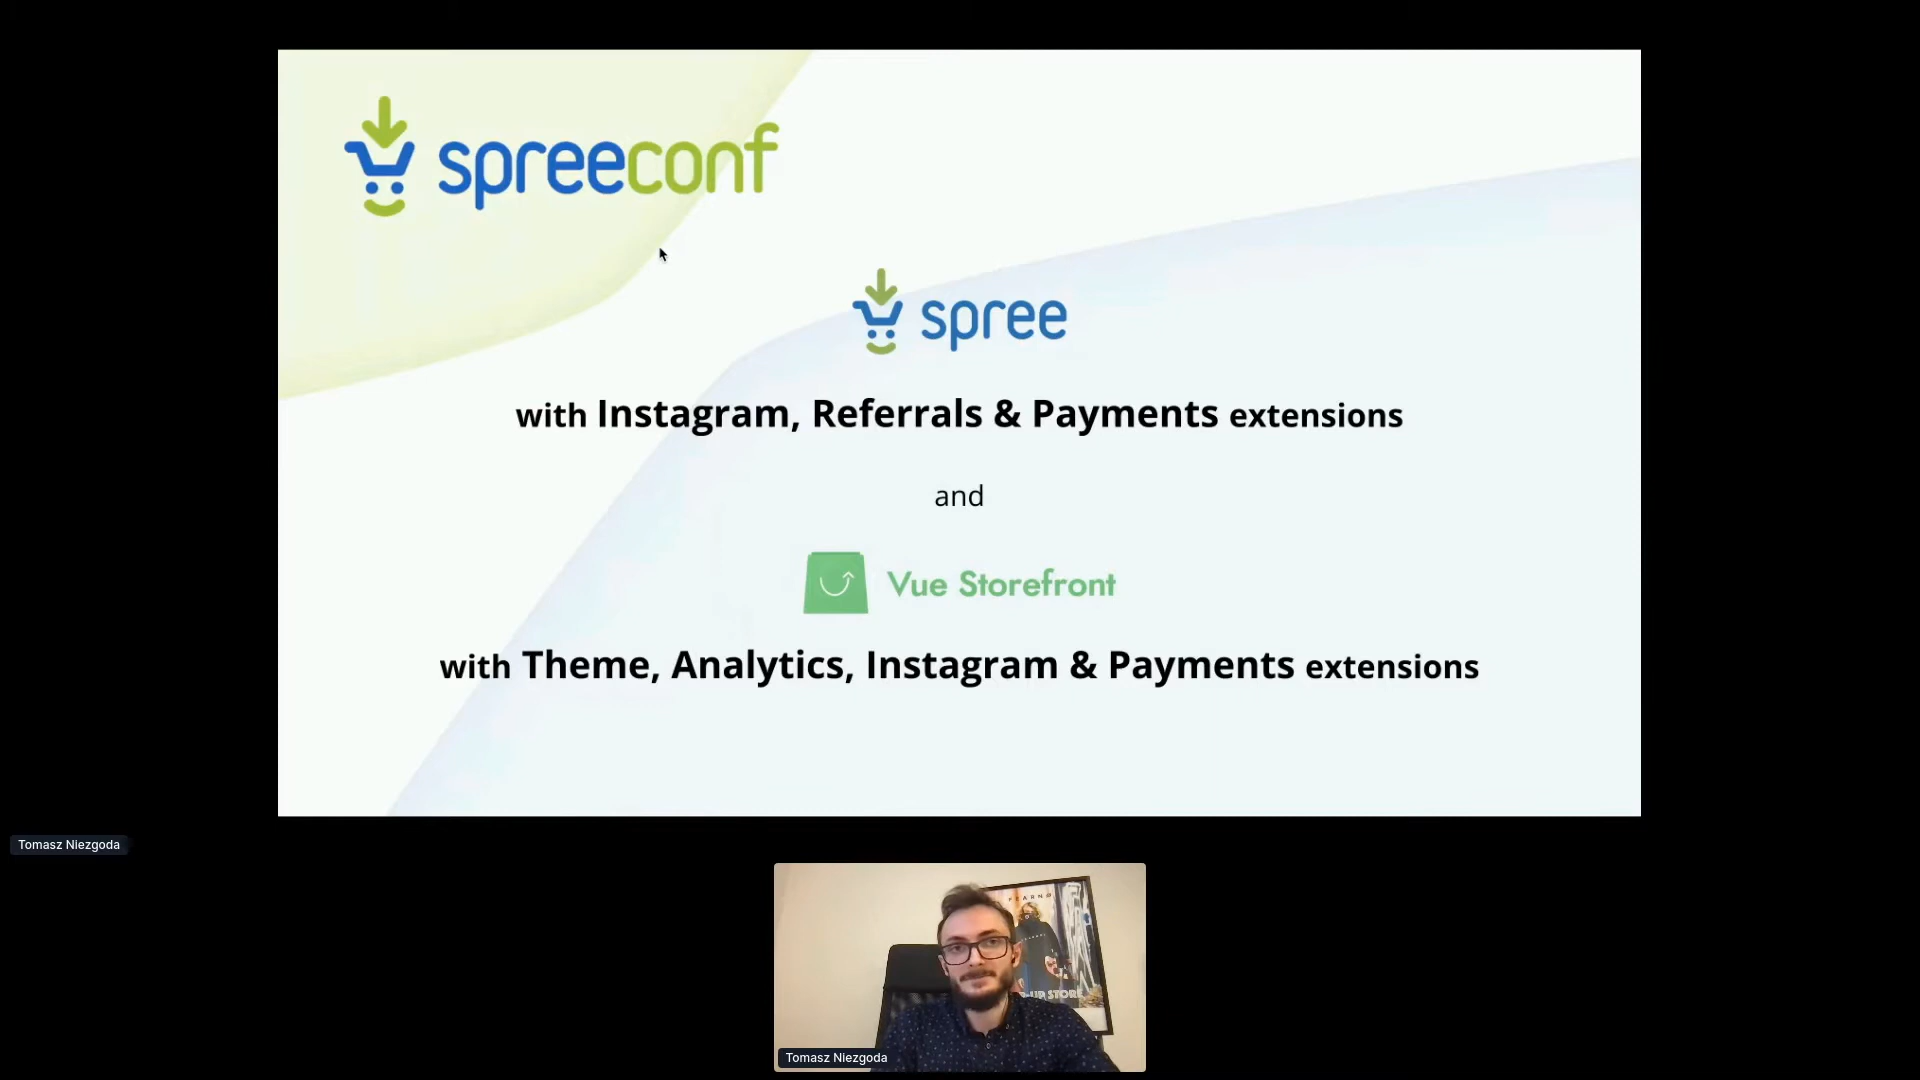 spreeconf
spree
with Instagram, Referrals & Payments extensions
and
Vue Storefront
with Theme, Analytics, Instagram & Payments extensions
Tomasz Niezgoda
STORE
Tomasz Niezgoda